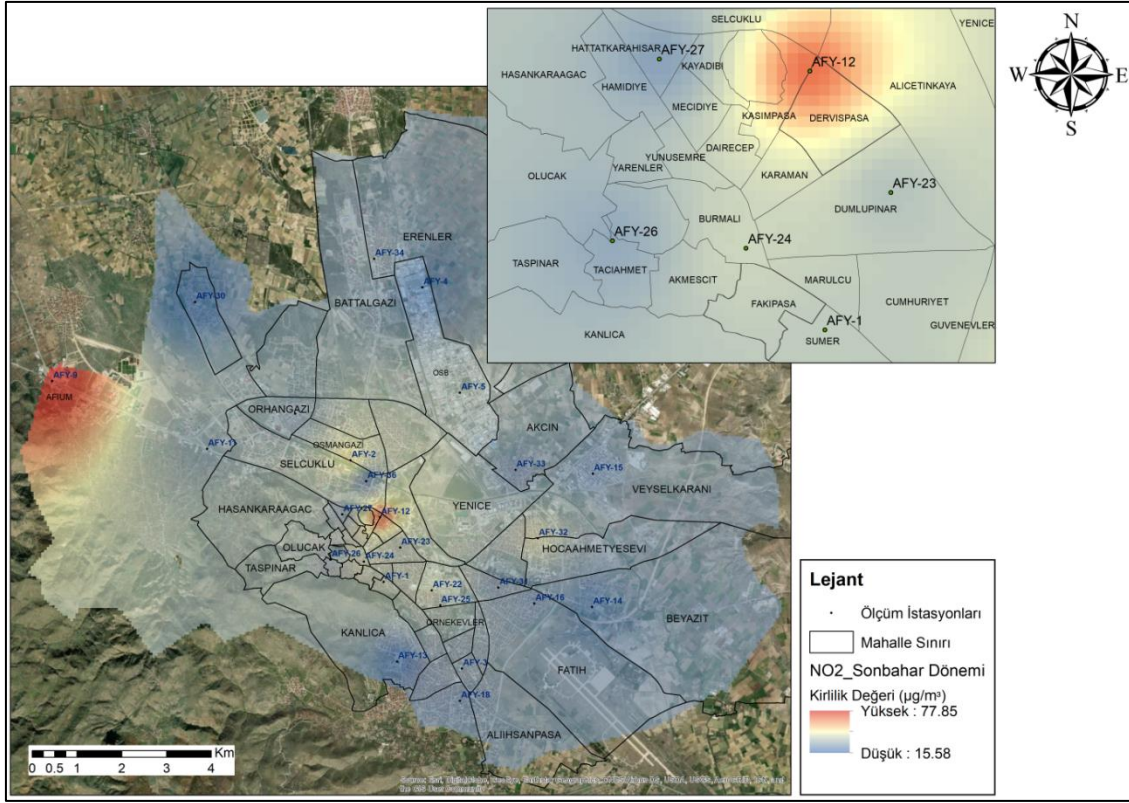 N
W E
S
SELCUKLU
YENICE
HATTATKARAHISAR
AFY-27
AFY-12
HASANKARAAGAC
KAYADIBI
HAMIDIYE
ALICETINKAYA
MECIDIYE
KASIMPASA
DERVISPASA
DAIRECEP
YUNUSEMRE
OLUCAK
YARENLER
KARAMAN
AFY-23
DUMLUPINAR
BURMALI
AFY-26
AFY-24
TASPINAR
TACIAHMET
AKMESCIT
MARULCU
FAKIPASA
CUMHURIYET
KANLICA
AFY-1
GUVENEVLER
SUMER
ERENLER
AFY-34
AFY-4
AFY-30
BATTALGAZI
AFY-9
OSB
AFIUM
AFY-5
ORHANGAZI
AKCIN
AFY-11
OSMANGAZI
AFY-2
SELCUKLU
AFY-33
AFY-15
AFY-36
VEYSELKARANI
HASANKARAAGAC
YENICE
AFY-27
AFY-12
AFY-32
OLUCAK
AFY-23
HOCAAHMETYESEVI
AFY-26
AFY-24
TASPINAR
AFY-1
AFY-22
AFY-31
AFY-25
AFY-16
AFY-14
BEYAZIT
ORNEKEVLER
KANLICA
AFY-13
AFY-3
FATIH
AFY-18
ALIIHSANPASA
Km
0 0.5 1 2 3 4
Lejant
Ölçüm İstasyonları
Mahalle Sınırı
NO2_Sonbahar Dönemi
Kirlilik Değeri (µg/m³)
Yüksek : 77.85
Düşük : 15.58